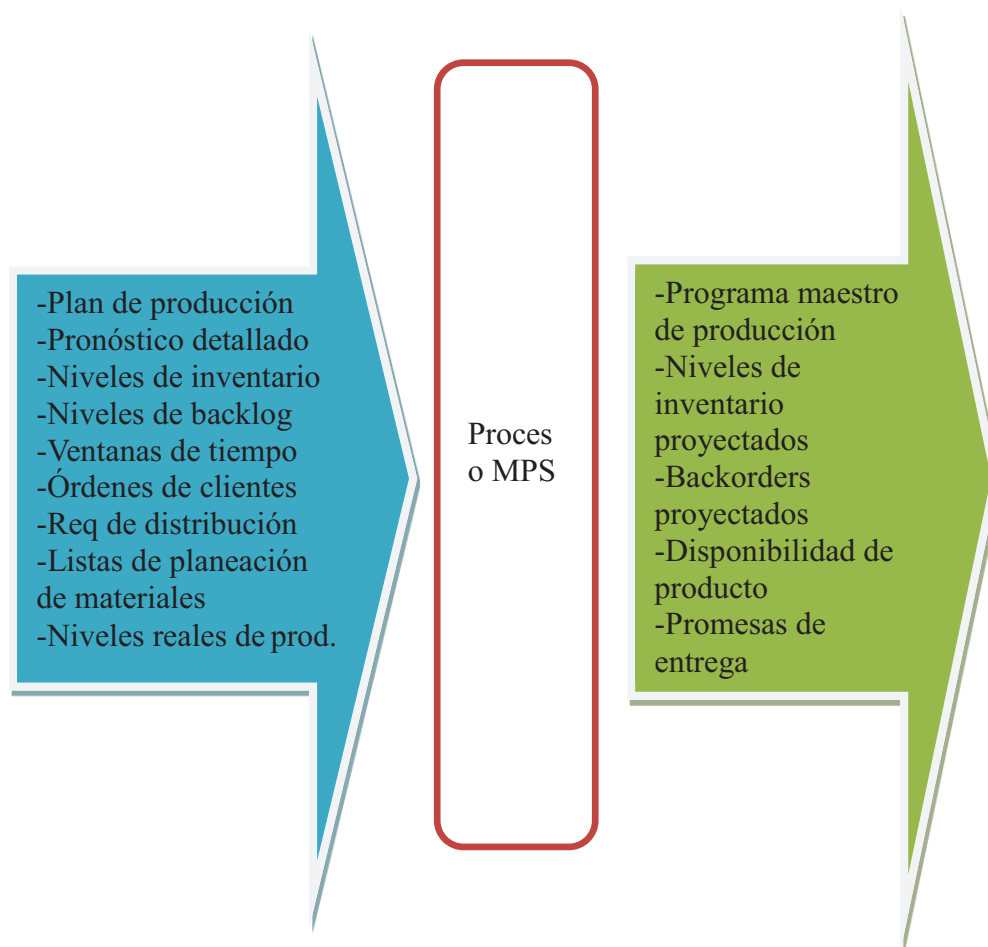 -Plan de producción
-Pronóstico detallado
-Niveles de inventario
-Niveles de backlog
-Ventanas de tiempo
-Órdenes de clientes
-Req de distribución
-Listas de planeación
de materiales
-Niveles reales de prod.
Proces
o MPS
-Programa maestro
de producción
-Niveles de
inventario
proyectados
-Backorders
proyectados
-Disponibilidad de
producto
-Promesas de
entrega